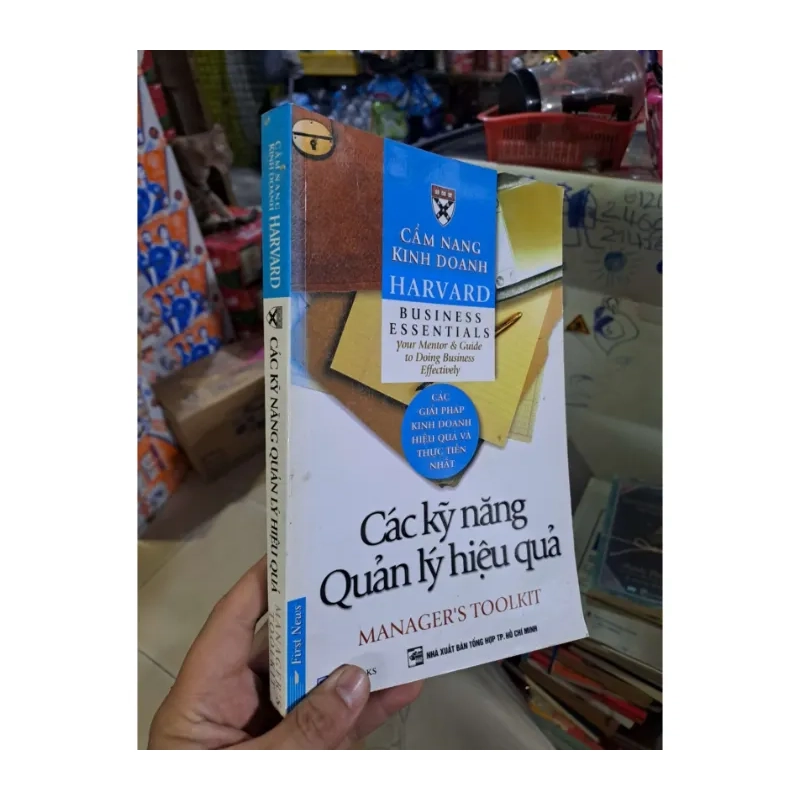 CẨM NANG
KINH DOANH
HARVARD
BUSINESS
ESSENTIALS
Your Mentor & Guide
to Doing Business
Effectively
CÁC
GIẢI PHÁP
KINH DOANH
HIỆU QUẢ VÀ
THỰC TIỄN
NHẤT
Các kỹ năng
Quản lý hiệu quả
MANAGER'S TOOLKIT
NHÀ XUẤT BẢN TỔNG HỢP TP. HỒ CHÍ MINH
CẨM NANG
KINH DOANH
HARVARD
CÁC KỸ NĂNG QUẢN LÝ HIỆU QUẢ
MANAGER'S
TOOLKIT
First News